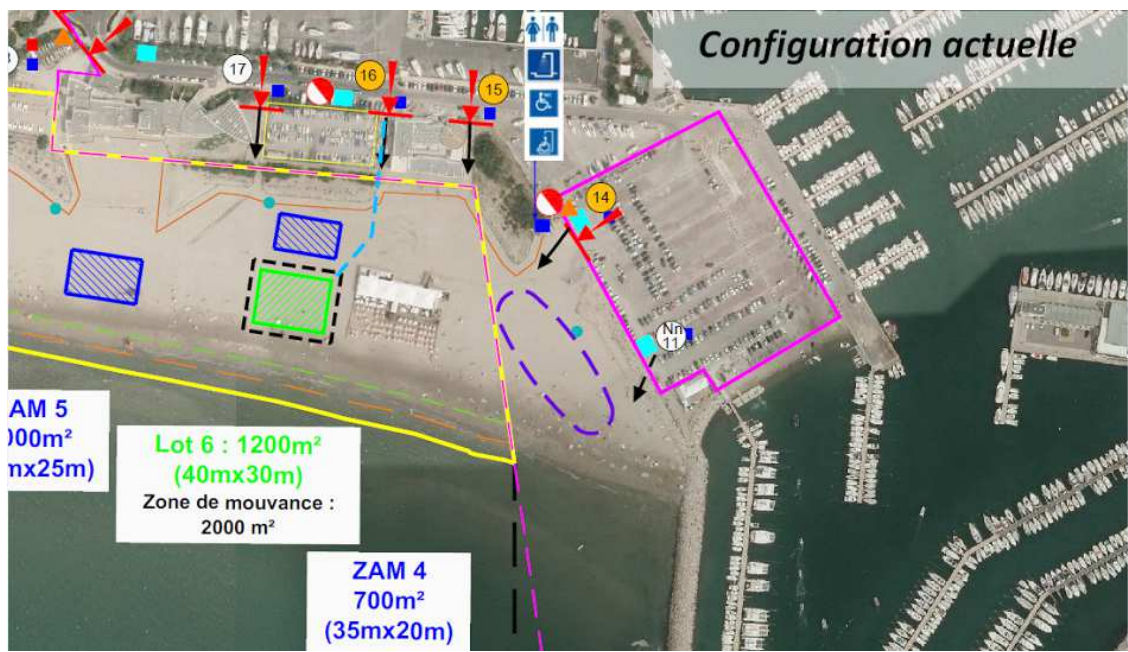 Configuration actuelle
17
16
15
14
Nn
11
AM 5
000m²
mx25m)
Lot 6 : 1200m²
(40mx30m)
Zone de mouvance :
2000 m²
ZAM 4
700m²
(35mx20m)